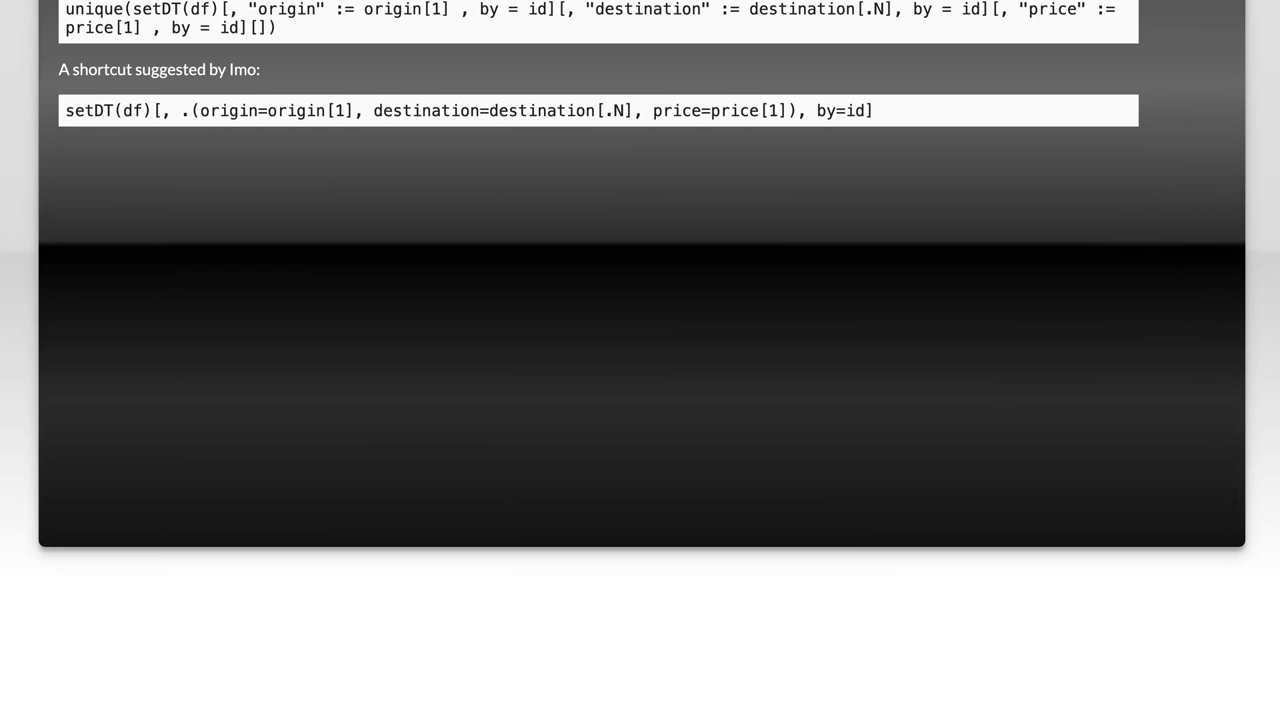 unique(setDT(df)[, "origin" := origin[1] , by = id][, "destination" := destination[.N], by = id][, "price" :=
price[1] , by = id][])
A shortcut suggested by Imo:
setDT(df)[, .(origin=origin[1], destination=destination[.N], price=price[1]), by=id]